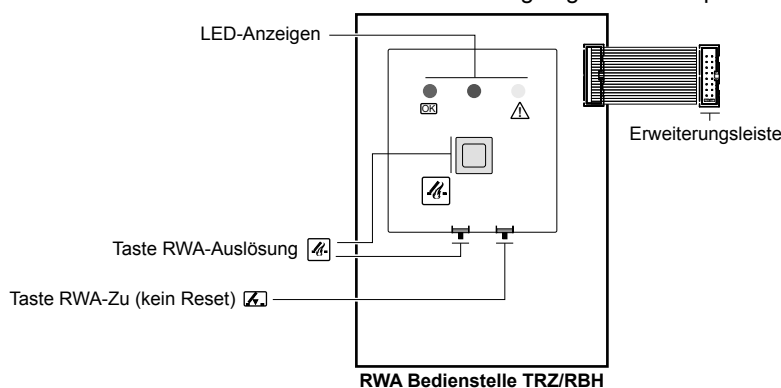 LED-Anzeigen
OK
Erweiterungsleiste
Taste RWA-Auslösung
Taste RWA-Zu (kein Reset)
RWA Bedienstelle TRZ/RBH